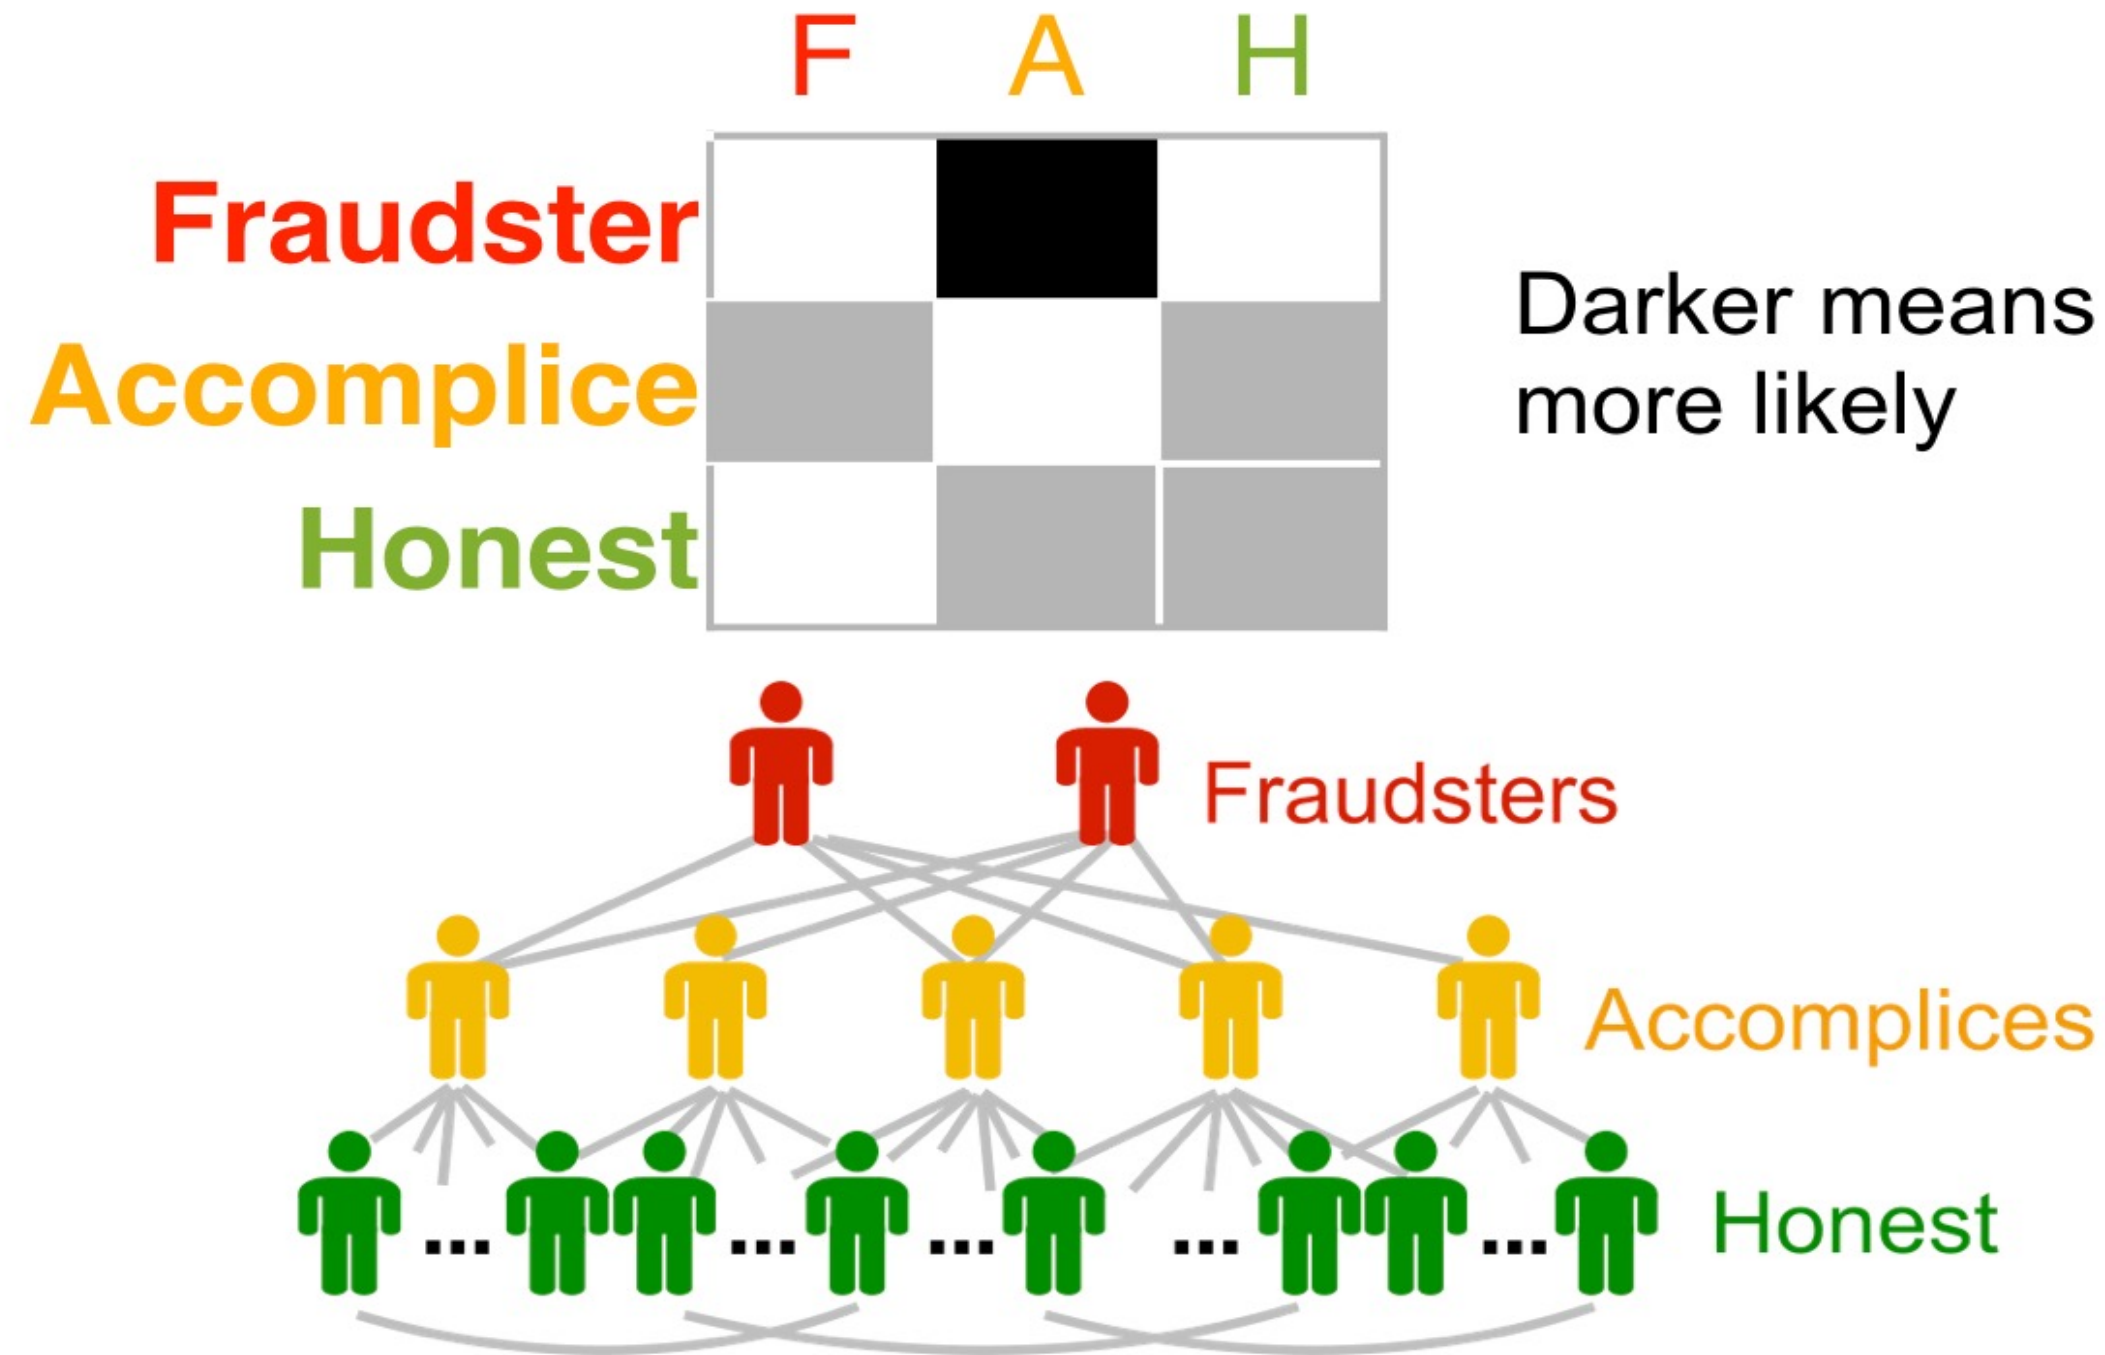 F A H
Fraudster
Accomplice
Honest
Darker means
more likely
Fraudsters
Accomplices
... ... ... ... ...
Honest